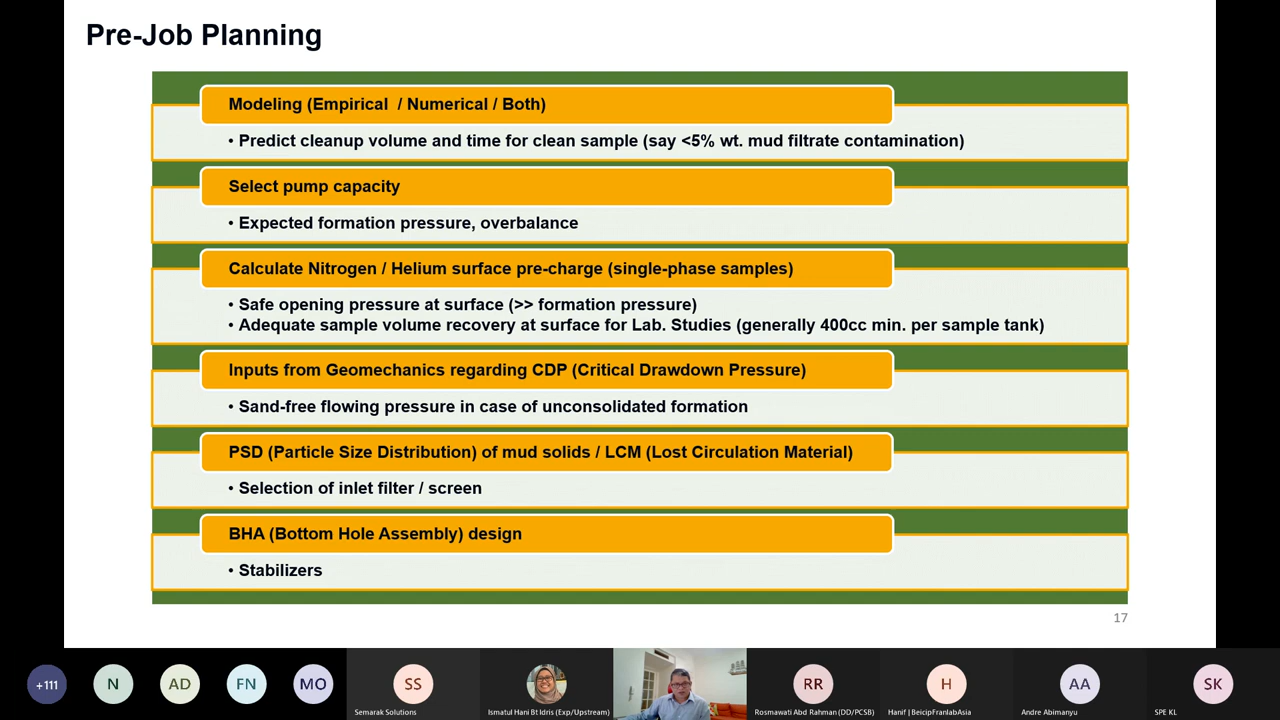 Pre-Job Planning
Modeling (Empirical / Numerical / Both)
• Predict cleanup volume and time for clean sample (say <5% wt. mud filtrate contamination)
Select pump capacity
• Expected formation pressure, overbalance
Calculate Nitrogen / Helium surface pre-charge (single-phase samples)
• Safe opening pressure at surface (>> formation pressure)
• Adequate sample volume recovery at surface for Lab. Studies (generally 400cc min. per sample tank)
Inputs from Geomechanics regarding CDP (Critical Drawdown Pressure)
• Sand-free flowing pressure in case of unconsolidated formation
PSD (Particle Size Distribution) of mud solids / LCM (Lost Circulation Material)
• Selection of inlet filter / screen
BHA (Bottom Hole Assembly) design
• Stabilizers
17
+111
N
AD
FN
MO
SS
RR
H
AA
SK
Semarak Solutions
Ismatul Hani Bt Idris (Exp/Upstream)
Rosmawati Abd Rahman (DD/PCSB)
Hanif | BeicipFranlabAsia
Andre Abimanyu
SPE KL